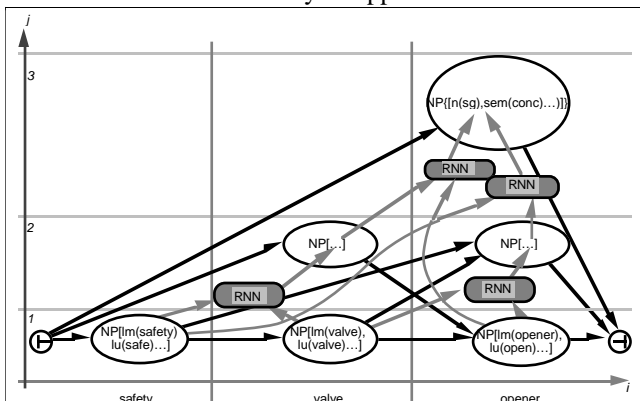 j
3
NP{[n(sg),sem(conc)…)]}
RNN
RNN
2
NP[...]
NP[...]
RNN
RNN
1
NP[lm(safety)
lu(safe)…]
NP[lm(valve),
lu(valve)…]
NP[lm(opener),
lu(open)…]
i
safety
valve
opener